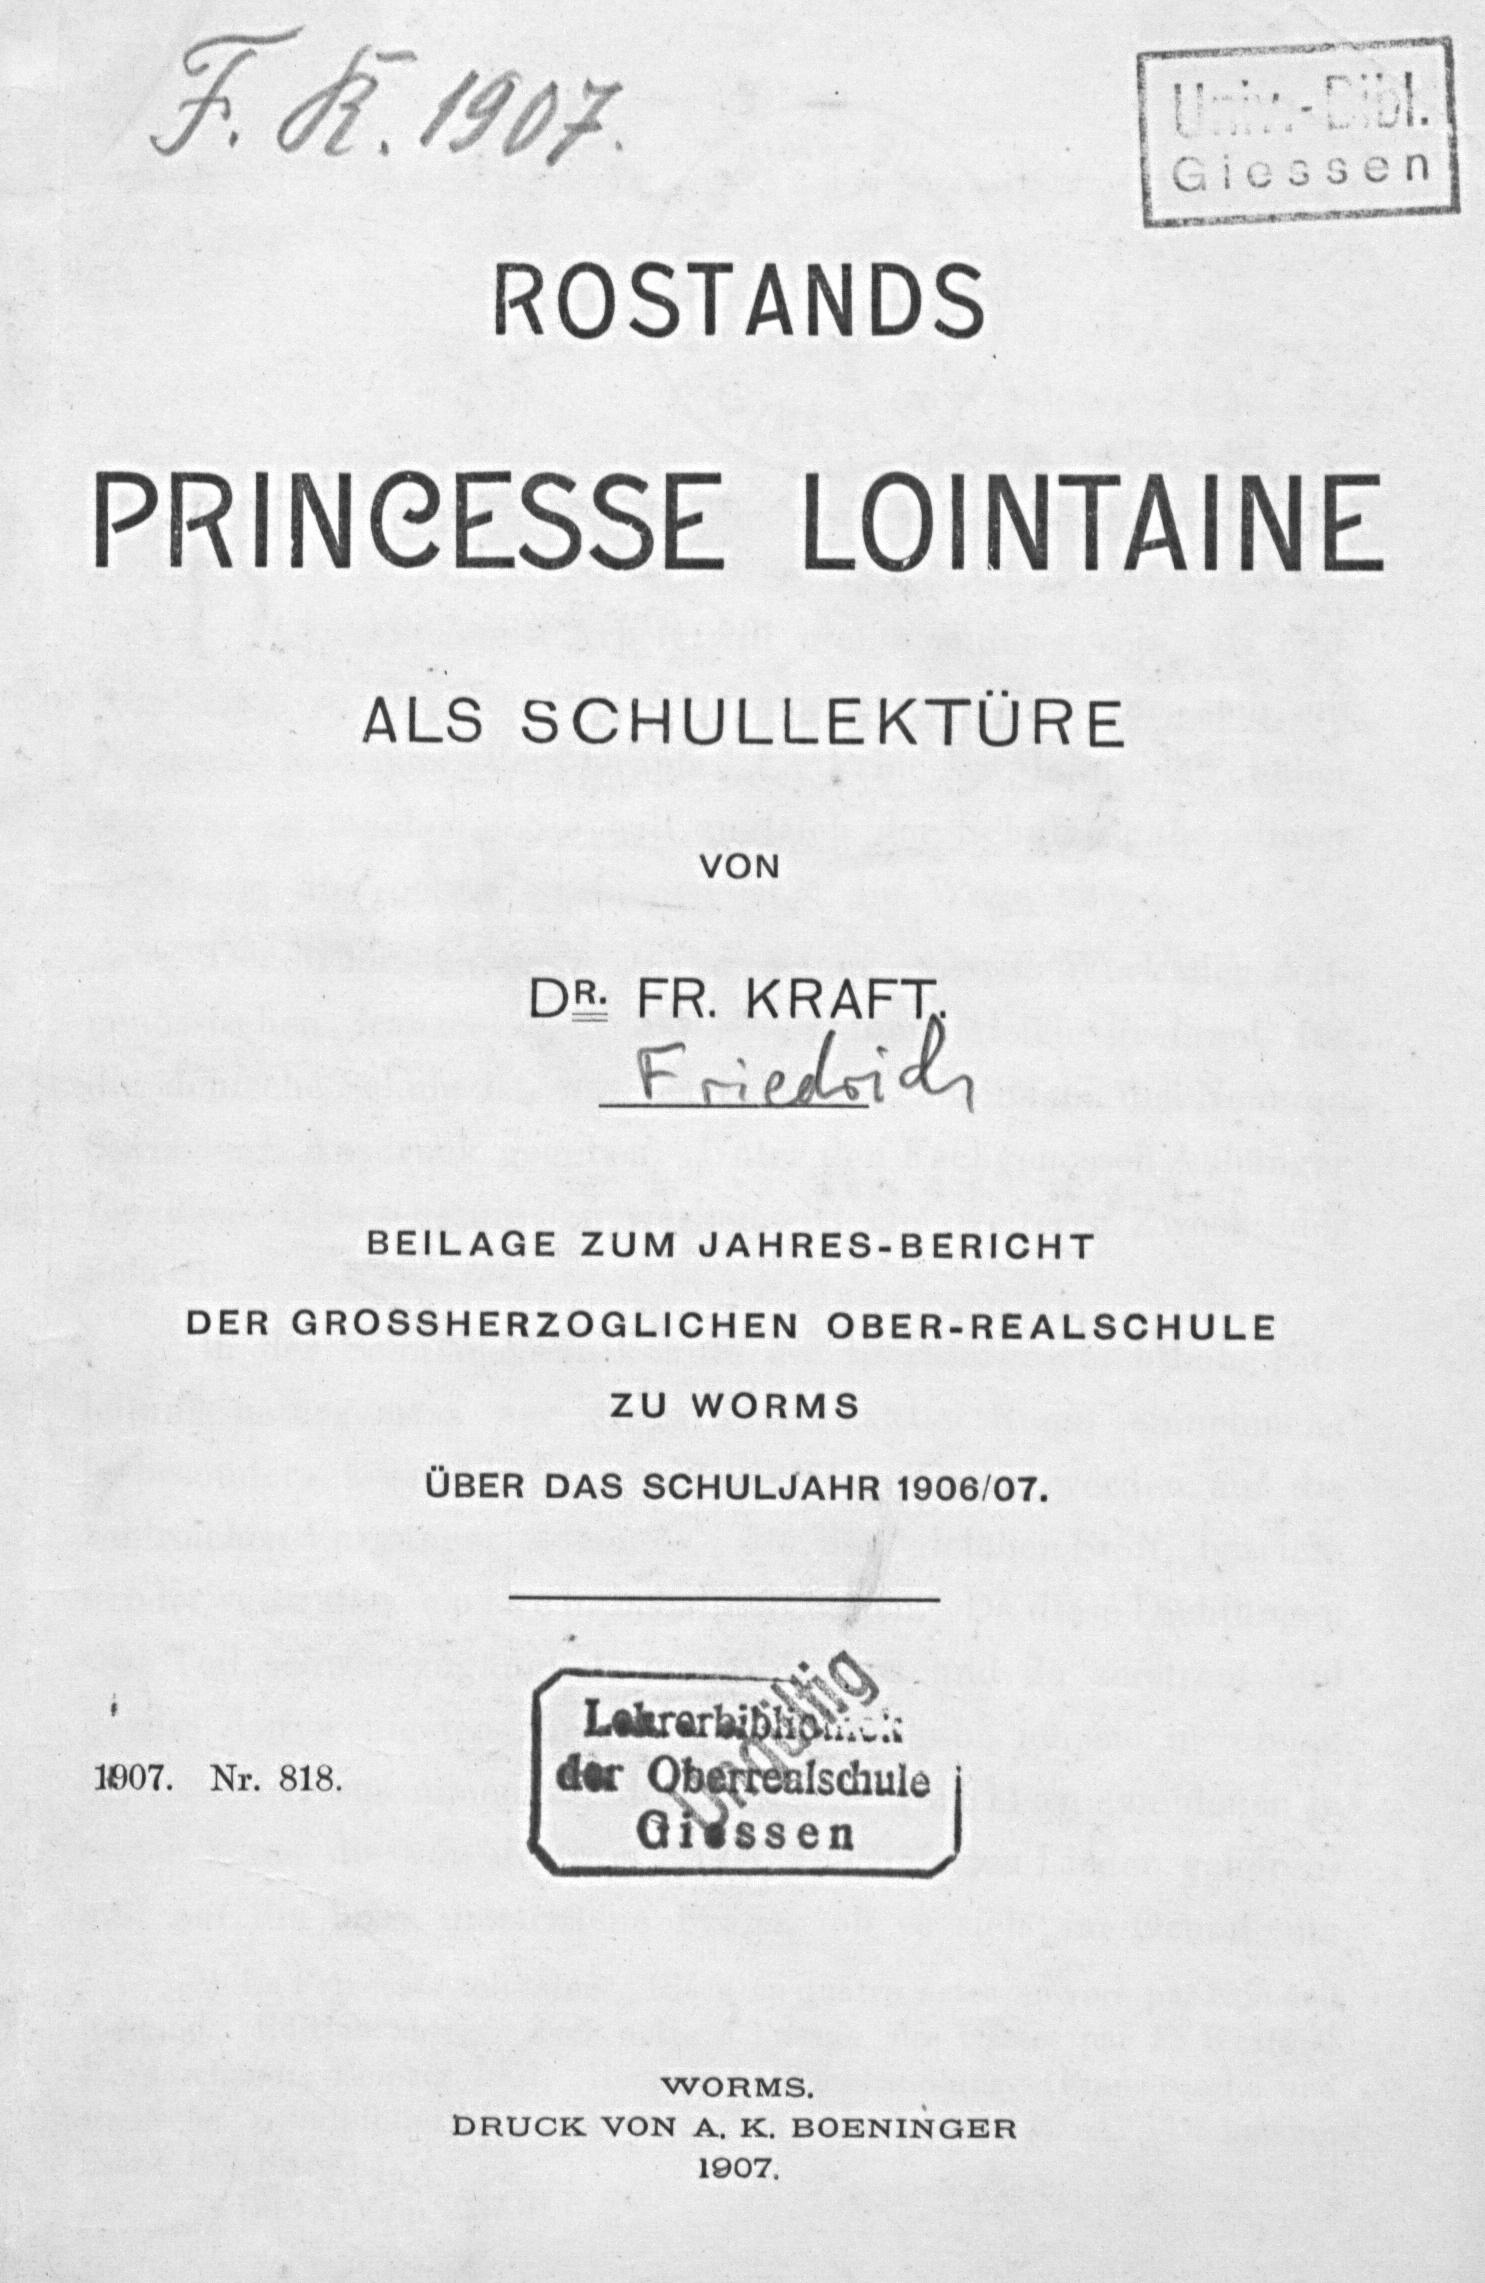 F. K. 1907.
Univ.-Bibl.
Giessen
ROSTANDS
PRINCESSE LOINTAINE
ALS SCHULLEKTÜRE
VON
DR. FR. KRAFT.
Friedrich
BEILAGE ZUM JAHRES-BERICHT
DER GROSSHERZOGLICHEN OBER-REALSCHULE
ZU WORMS
ÜBER DAS SCHULJAHR 1906/07.
Ungültig
Lehrerbibliothek
der Oberrealschule
Giessen
1907. Nr. 818.
WORMS.
DRUCK VON A. K. BOENINGER
1907.